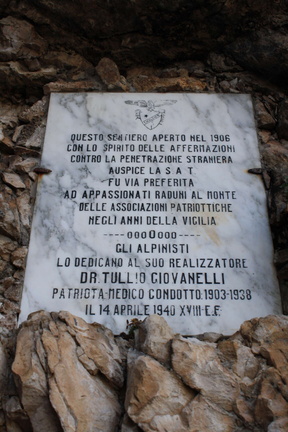 QUESTO SENTIERO APERTO NEL 1906
CON LO SPIRITO DELLE AFFERMAZIONI
CONTRO LA PENETRAZIONE STRANIERA
AUSPICE LA S A T
FU VIA PREFERITA
AD APPASSIONATI RADUNI AL MONTE
DELLE ASSOCIAZIONI PATRIOTTICHE
NEGLI ANNI DELLA VIGILIA
----oooOooo----
GLI ALPINISTI
LO DEDICANO AL SUO REALIZZATORE
DR. TULLIO GIOVANELLI
PATRIOTA-MEDICO CONDOTTO 1903-1938
IL 14 APRILE 1940 XVIII E.F.